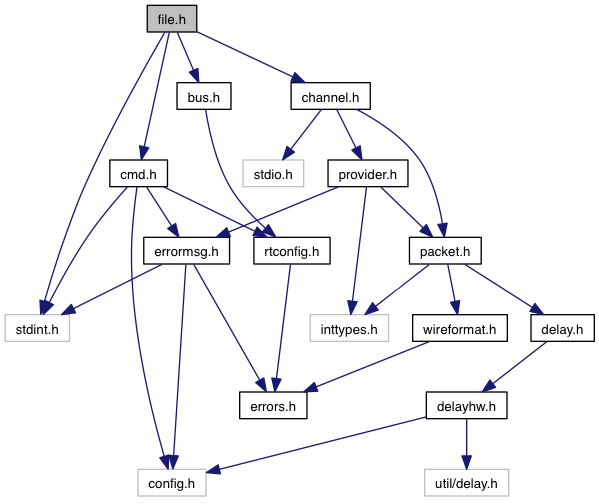 file.h
bus.h
channel.h
cmd.h
stdio.h
provider.h
errormsg.h
rtconfig.h
packet.h
stdint.h
inttypes.h
wireformat.h
delay.h
errors.h
delayhw.h
config.h
util/delay.h